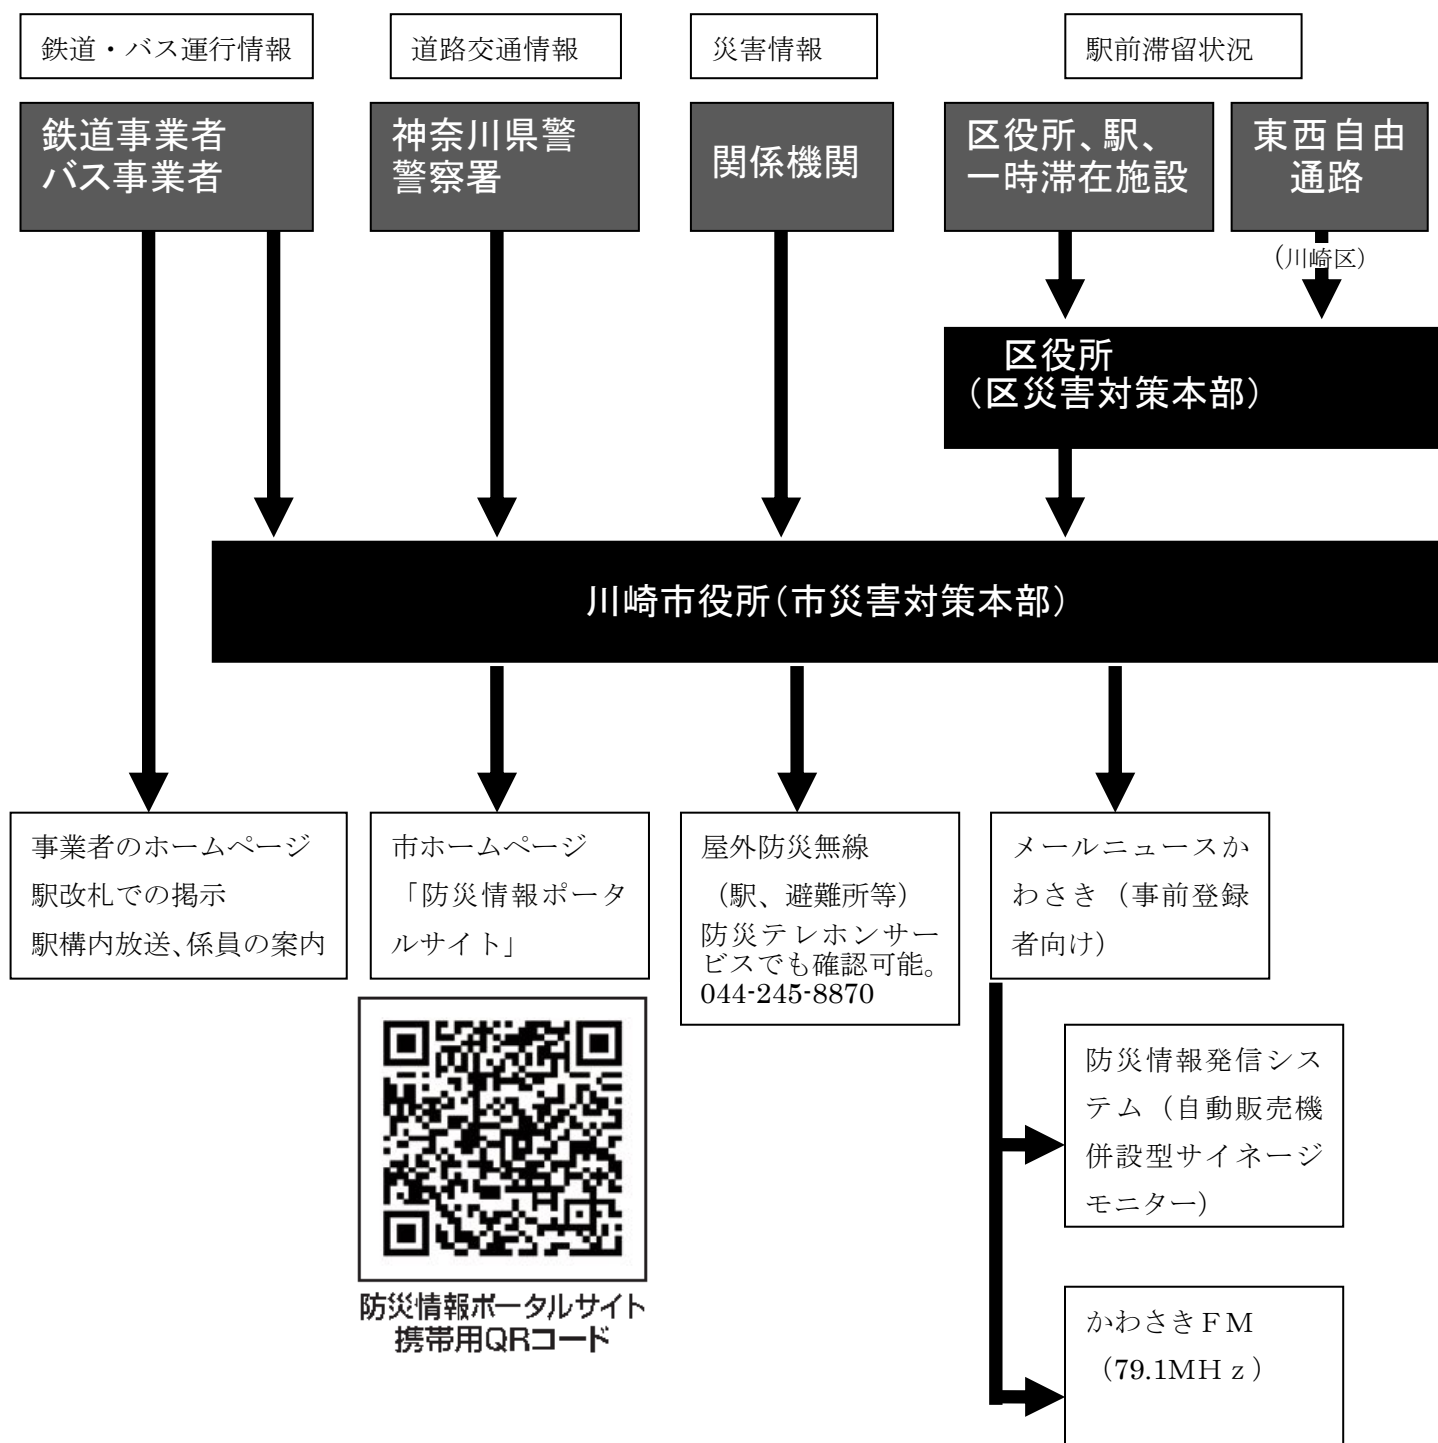 鉄道・バス運行情報
道路交通情報
災害情報
駅前滞留状況
鉄道事業者
バス事業者
神奈川県警
警察署
関係機関
区役所、駅、
一時滞在施設
東西自由
通路
(川崎区)
区役所
(区災害対策本部)
川崎市役所(市災害対策本部)
事業者のホームページ
駅改札での掲示
駅構内放送、係員の案内
市ホームページ
「防災情報ポータ
ルサイト」
屋外防災無線
(駅、避難所等)
防災テレホンサー
ビスでも確認可能。
044-245-8870
メールニュースか
わさき(事前登録
者向け)
防災情報ポータルサイト
携帯用QRコード
防災情報発信シス
テム(自動販売機
併設型サイネージ
モニター)
かわさきFM
(79.1MHz)